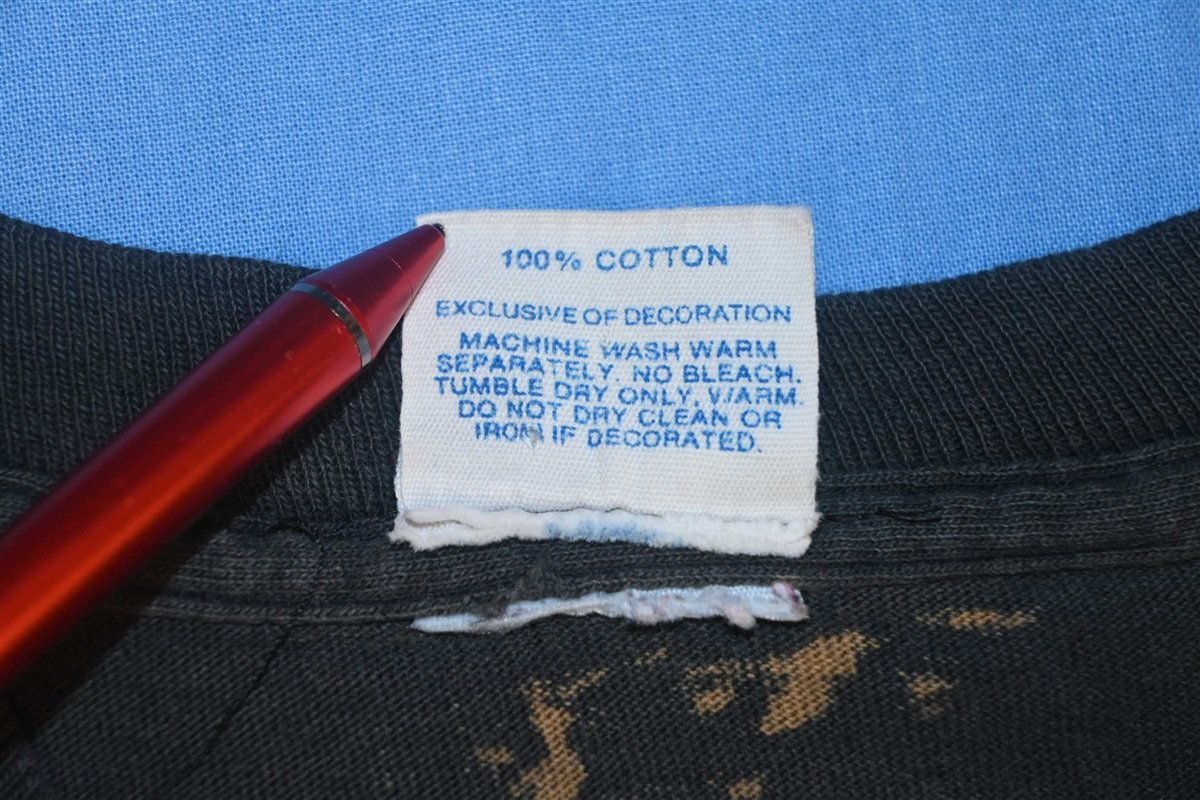 100% COTTON
EXCLUSIVE OF DECORATION
MACHINE WASH WARM
SEPARATELY, NO BLEACH.
TUMBLE DRY ONLY, WARM.
DO NOT DRY CLEAN OR
IRON IF DECORATED.